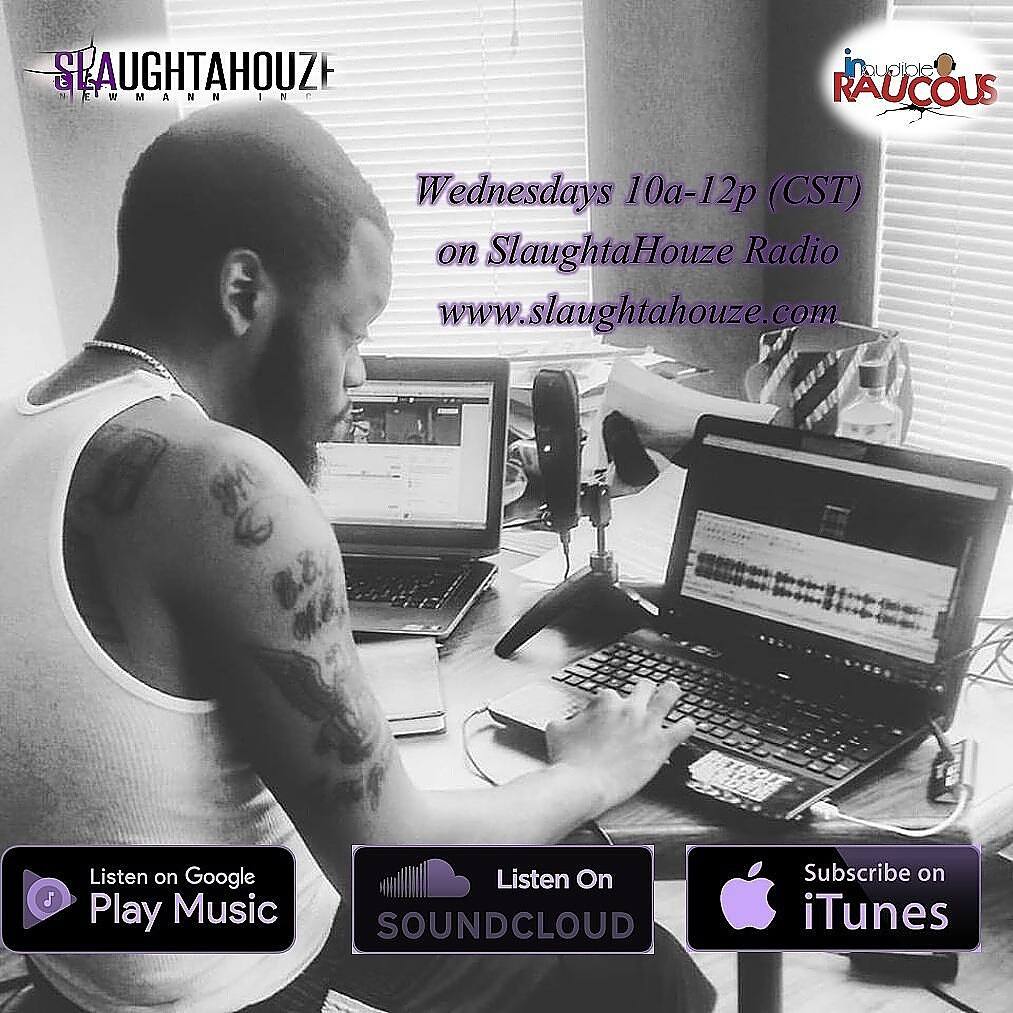 SLAUGHTAHOUZE
NEWMANN INC
inaudible
RAUCOUS
Wednesdays 10a-12p (CST)
on SlaughtaHouze Radio
www.slaughtahouze.com
Listen on Google
Play Music
Listen On
SOUNDCLOUD
Subscribe on
iTunes